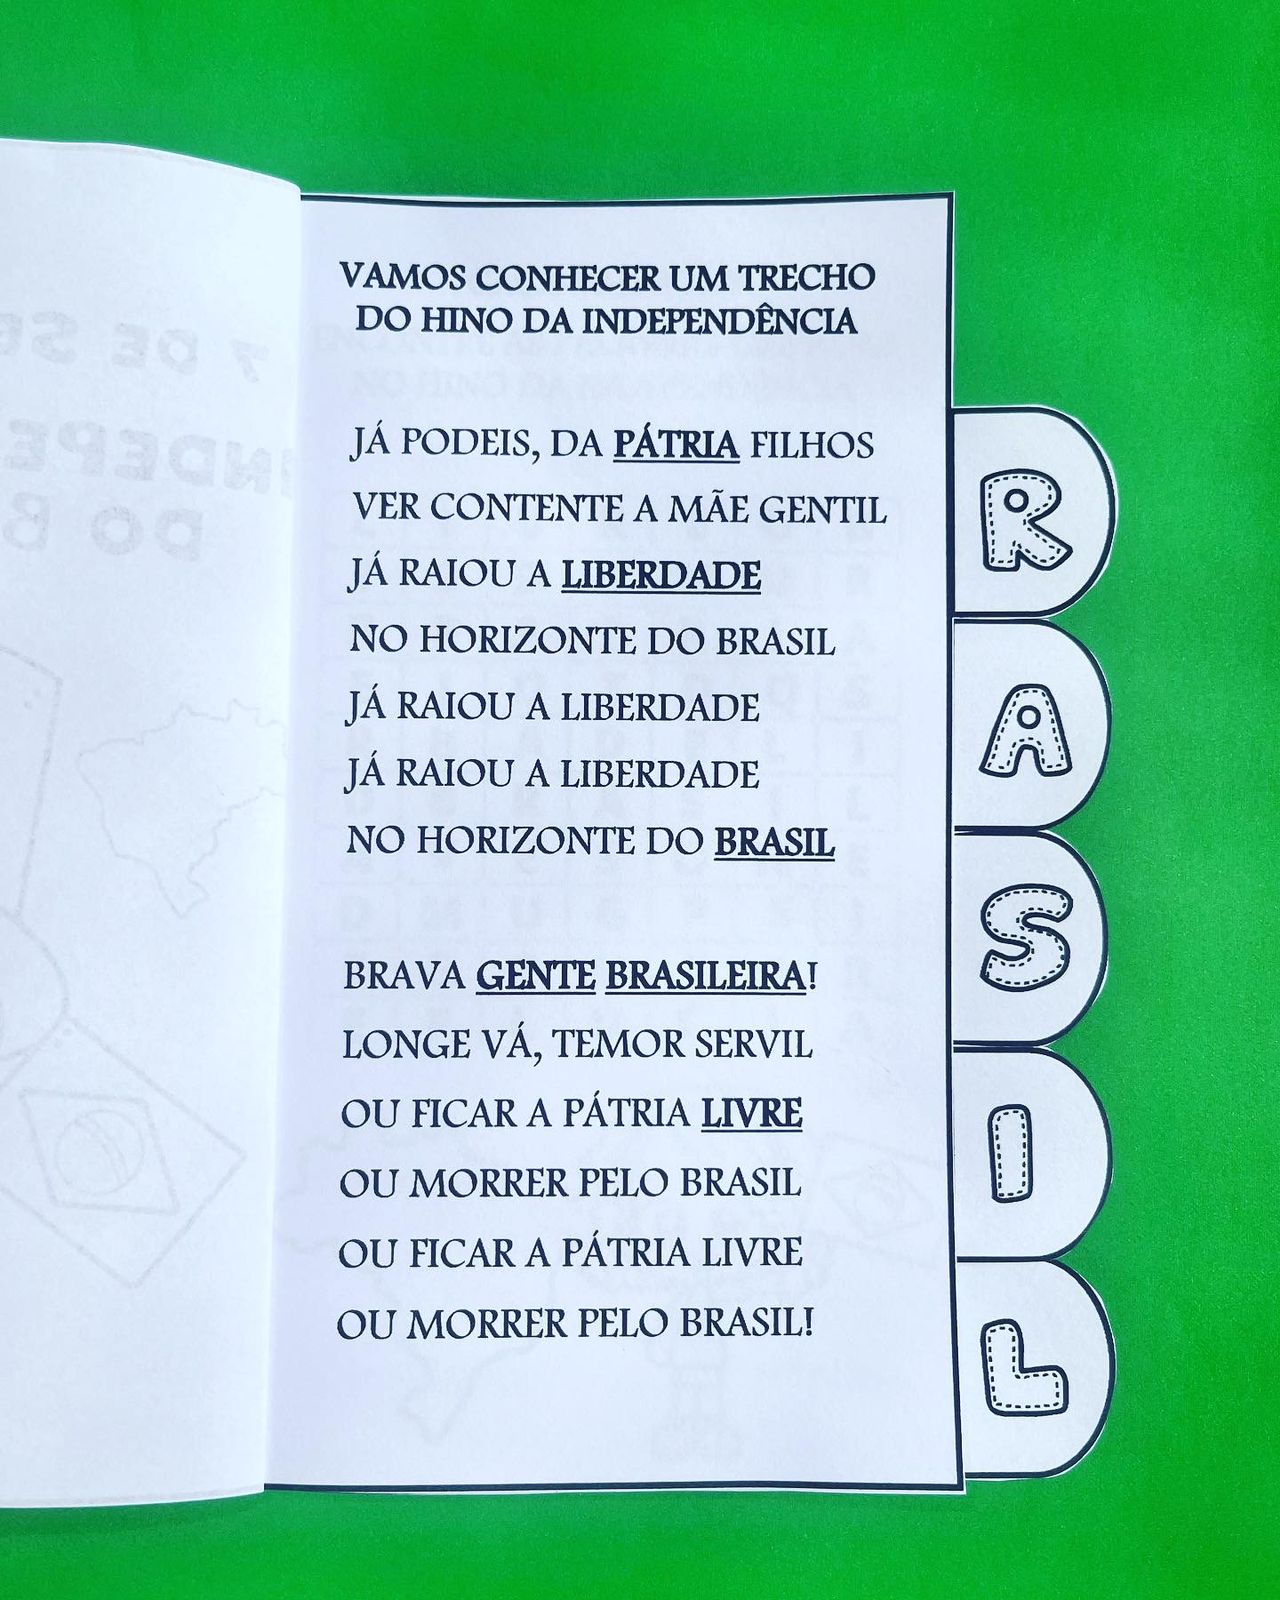 VAMOS CONHECER UM TRECHO
DO HINO DA INDEPENDÊNCIA
JÁ PODEIS, DA PÁTRIA FILHOS
VER CONTENTE A MÃE GENTIL
JÁ RAIOU A LIBERDADE
NO HORIZONTE DO BRASIL
JÁ RAIOU A LIBERDADE
JÁ RAIOU A LIBERDADE
NO HORIZONTE DO BRASIL
BRAVA GENTE BRASILEIRA!
LONGE VÁ, TEMOR SERVIL
OU FICAR A PÁTRIA LIVRE
OU MORRER PELO BRASIL
OU FICAR A PÁTRIA LIVRE
OU MORRER PELO BRASIL!
R
A
S
I
L